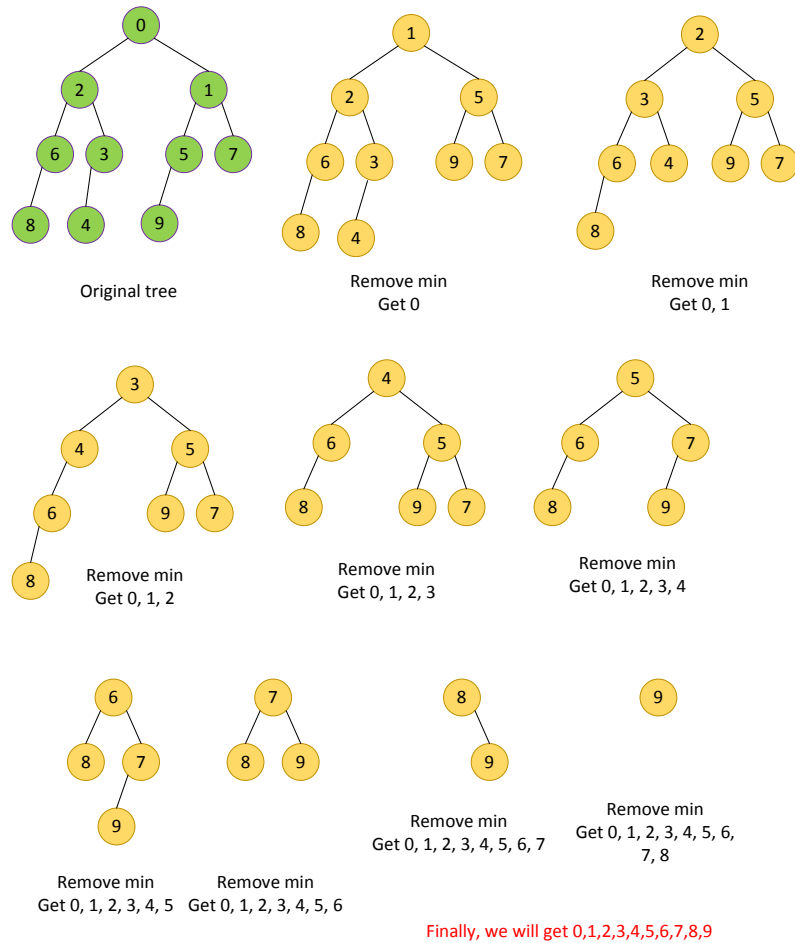 0
1
2
2
1
2
5
3
5
6
3
5
7
6
3
9
7
6
4
9
7
8
4
9
8
4
8
Original tree
Remove min
Get 0
Remove min
Get 0, 1
3
4
5
4
5
6
5
6
7
6
9
7
8
9
7
8
9
8
Remove min
Get 0, 1, 2
Remove min
Get 0, 1, 2, 3
Remove min
Get 0, 1, 2, 3, 4
6
7
8
9
8
7
8
9
9
9
Remove min
Get 0, 1, 2, 3, 4, 5
Remove min
Get 0, 1, 2, 3, 4, 5, 6
Remove min
Get 0, 1, 2, 3, 4, 5, 6, 7
Remove min
Get 0, 1, 2, 3, 4, 5, 6,
7, 8
Finally, we will get 0,1,2,3,4,5,6,7,8,9